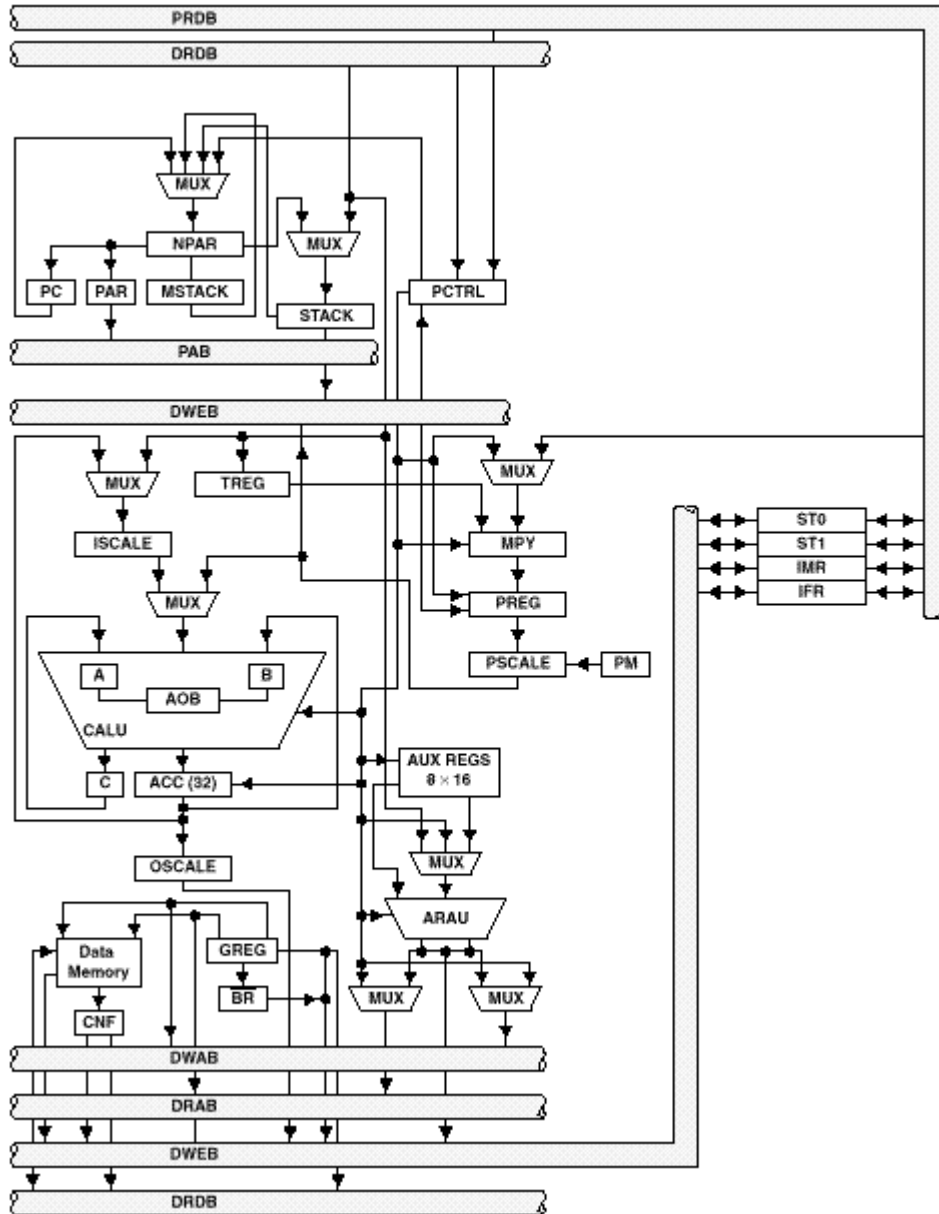 PRDB
DRDB
MUX
NPAR
MUX
PC
PAR
MSTACK
PCTRL
STACK
PAB
DWEB
MUX
TREG
MUX
ISCALE
MPY
ST0
ST1
IMR
IFR
MUX
PREG
A
B
AOB
PSCALE
PM
CALU
C
ACC (32)
AUX REGS
8 × 16
OSCALE
MUX
ARAU
Data
Memory
GREG
BR
MUX
MUX
CNF
DWAB
DRAB
DWEB
DRDB